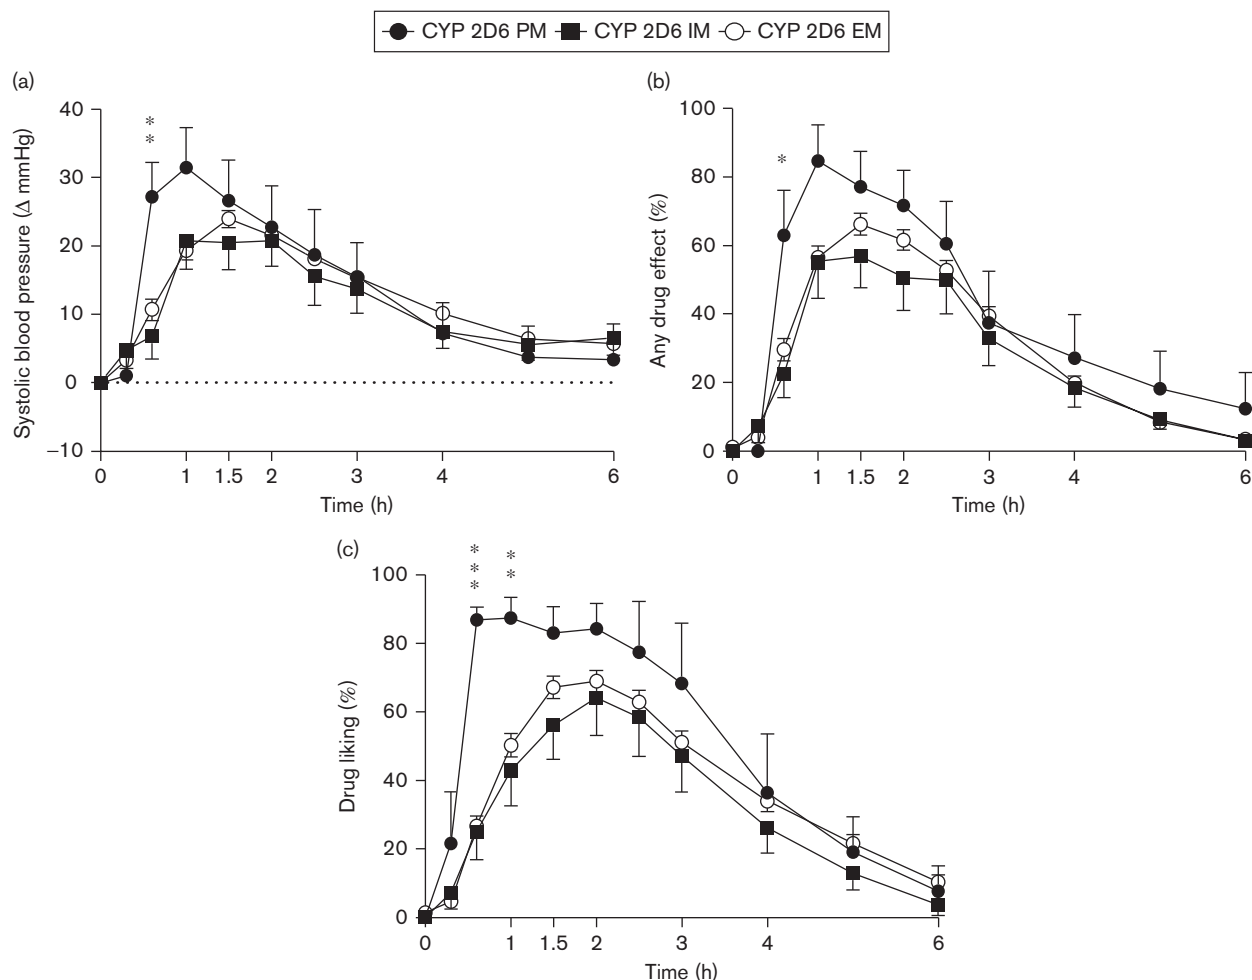 CYP 2D6 PM CYP 2D6 IM CYP 2D6 EM
(a)
Systolic blood pressure (Δ mmHg)
40
30
20
10
0
−10
**
0 1 1.5 2 3 4 6
Time (h)
(b)
Any drug effect (%)
100
80
60
40
20
0
*
0 1 1.5 2 3 4 6
Time (h)
(c)
Drug liking (%)
100
80
60
40
20
0
*** **
0 1 1.5 2 3 4 6
Time (h)